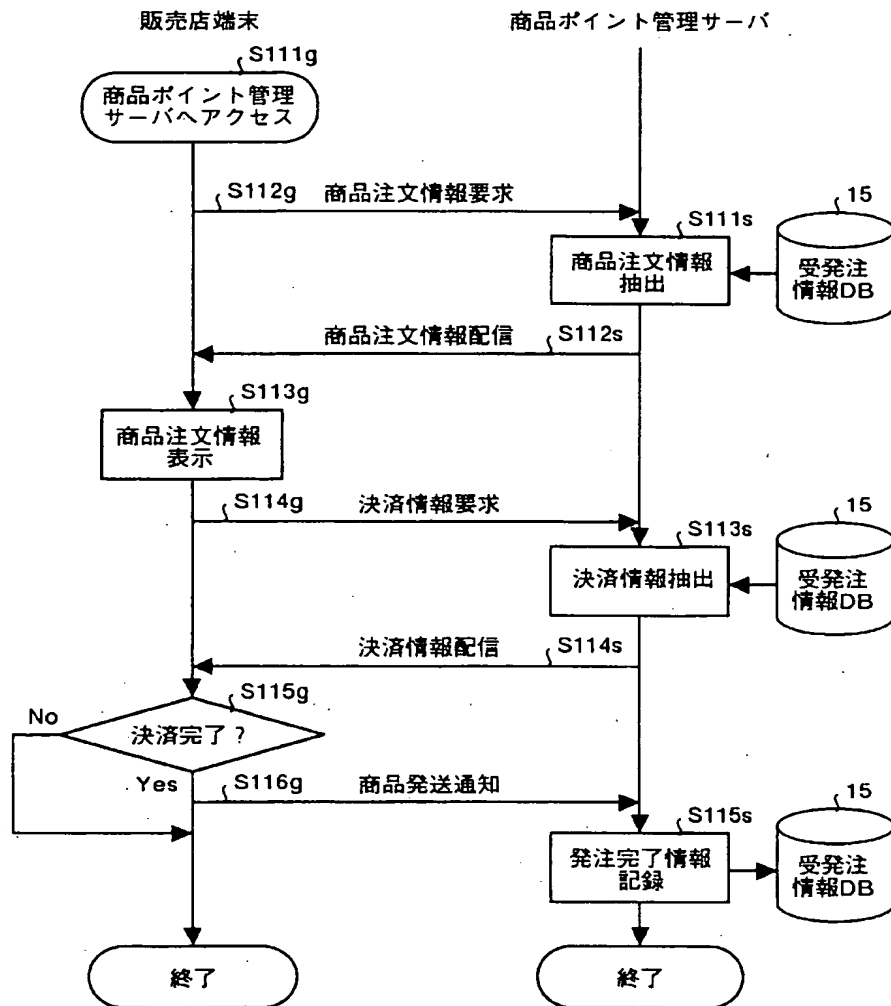 販売店端末
商品ポイント管理サーバ
S111g
商品ポイント管理
サーバへアクセス
S112g
商品注文情報要求
S111s
15
商品注文情報
抽出
受発注
情報DB
商品注文情報配信
S112s
S113g
商品注文情報
表示
S114g
決済情報要求
S113s
15
決済情報抽出
受発注
情報DB
決済情報配信
S114s
S115g
No
決済完了?
Yes
S116g
商品発送通知
S115s
15
発注完了情報
記録
受発注
情報DB
終了
終了